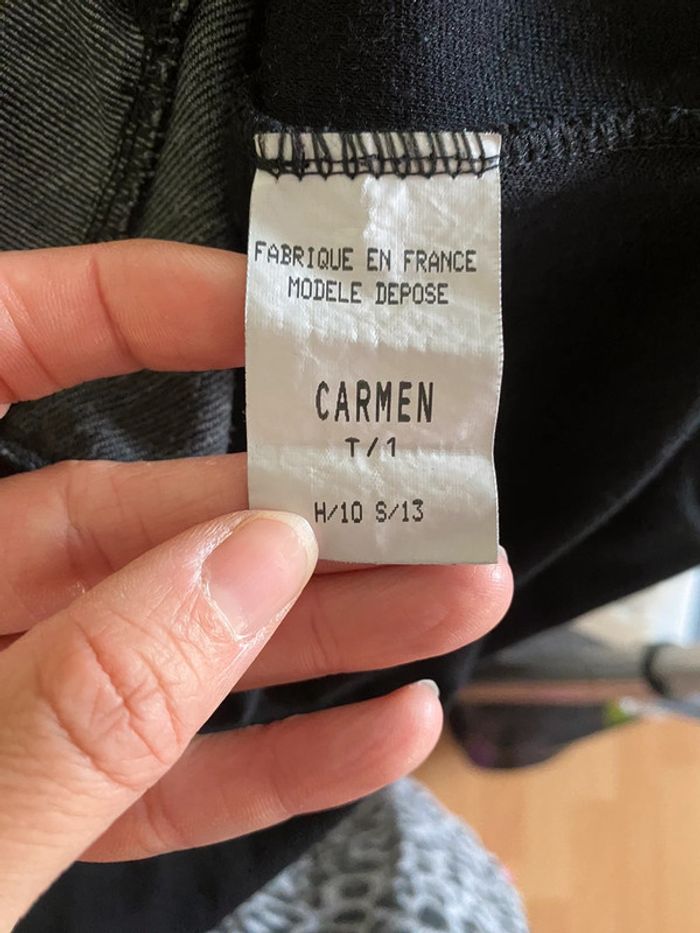 FABRIQUE EN FRANCE
MODELE DEPOSE
CARMEN
T/1
H/10 S/13